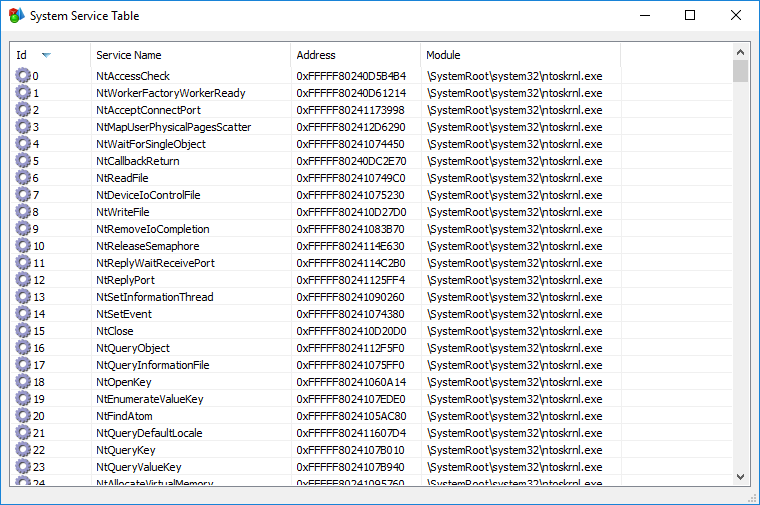 System Service Table
Id Service Name Address Module
0 NtAccessCheck 0xFFFFF80240D5B4B4 \SystemRoot\system32\ntoskrnl.exe
1 NtWorkerFactoryWorkerReady 0xFFFFF80240D61214 \SystemRoot\system32\ntoskrnl.exe
2 NtAcceptConnectPort 0xFFFFF80241173998 \SystemRoot\system32\ntoskrnl.exe
3 NtMapUserPhysicalPagesScatter 0xFFFFF802412D6290 \SystemRoot\system32\ntoskrnl.exe
4 NtWaitForSingleObject 0xFFFFF80241074450 \SystemRoot\system32\ntoskrnl.exe
5 NtCallbackReturn 0xFFFFF80240DC2E70 \SystemRoot\system32\ntoskrnl.exe
6 NtReadFile 0xFFFFF802410749C0 \SystemRoot\system32\ntoskrnl.exe
7 NtDeviceIoControlFile 0xFFFFF80241075230 \SystemRoot\system32\ntoskrnl.exe
8 NtWriteFile 0xFFFFF802410D27D0 \SystemRoot\system32\ntoskrnl.exe
9 NtRemoveIoCompletion 0xFFFFF80241083B70 \SystemRoot\system32\ntoskrnl.exe
10 NtReleaseSemaphore 0xFFFFF8024114E630 \SystemRoot\system32\ntoskrnl.exe
11 NtReplyWaitReceivePort 0xFFFFF8024114C2B0 \SystemRoot\system32\ntoskrnl.exe
12 NtReplyPort 0xFFFFF80241125FF4 \SystemRoot\system32\ntoskrnl.exe
13 NtSetInformationThread 0xFFFFF80241090260 \SystemRoot\system32\ntoskrnl.exe
14 NtSetEvent 0xFFFFF80241074380 \SystemRoot\system32\ntoskrnl.exe
15 NtClose 0xFFFFF802410D20D0 \SystemRoot\system32\ntoskrnl.exe
16 NtQueryObject 0xFFFFF8024112F5F0 \SystemRoot\system32\ntoskrnl.exe
17 NtQueryInformationFile 0xFFFFF80241075FF0 \SystemRoot\system32\ntoskrnl.exe
18 NtOpenKey 0xFFFFF80241060A14 \SystemRoot\system32\ntoskrnl.exe
19 NtEnumerateValueKey 0xFFFFF8024107EDE0 \SystemRoot\system32\ntoskrnl.exe
20 NtFindAtom 0xFFFFF8024105AC80 \SystemRoot\system32\ntoskrnl.exe
21 NtQueryDefaultLocale 0xFFFFF802411607D4 \SystemRoot\system32\ntoskrnl.exe
22 NtQueryKey 0xFFFFF8024107B010 \SystemRoot\system32\ntoskrnl.exe
23 NtQueryValueKey 0xFFFFF8024107B940 \SystemRoot\system32\ntoskrnl.exe
24 NtAllocateVirtualMemory 0xFFFFF80241095760 \SystemRoot\system32\ntoskrnl.exe